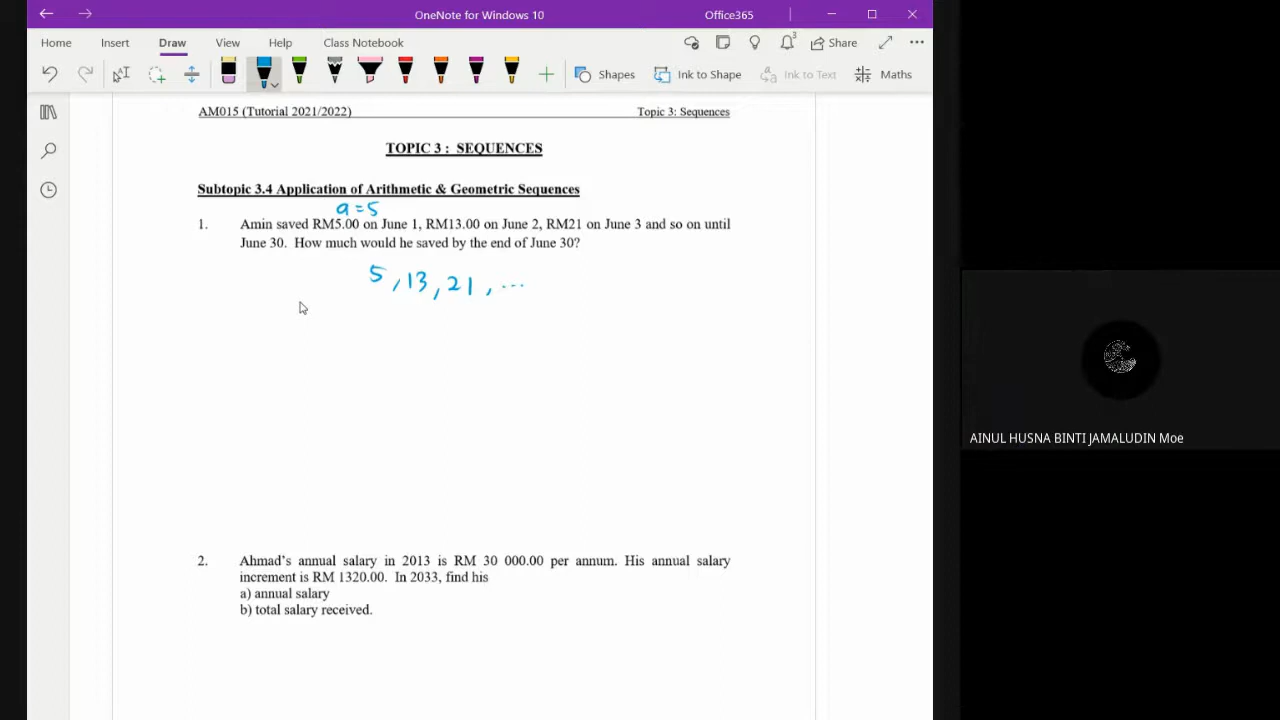 OneNote for Windows 10 Office365
Home Insert Draw View Help Class Notebook 3 Share
Shapes Ink to Shape Ink to Text Maths
AM015 (Tutorial 2021/2022) Topic 3: Sequences
TOPIC 3 : SEQUENCES
Subtopic 3.4 Application of Arithmetic & Geometric Sequences
a = 5
1. Amin saved RM5.00 on June 1, RM13.00 on June 2, RM21 on June 3 and so on until
June 30. How much would he saved by the end of June 30?
5 , 13 , 21 , ...
AINUL HUSNA BINTI JAMALUDIN Moe
2. Ahmad's annual salary in 2013 is RM 30 000.00 per annum. His annual salary
increment is RM 1320.00. In 2033, find his
a) annual salary
b) total salary received.